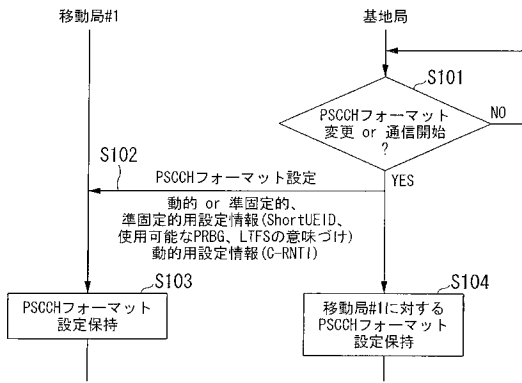 移動局#1
基地局
S101
PSCCHフォーマット
変更 or 通信開始
?
NO
YES
S102
PSCCHフォーマット設定
動的 or 準固定的、
準固定的用設定情報(ShortUEID、
使用可能なPRBG、LTFSの意味づけ)
動的用設定情報(C-RNTI)
S103
PSCCHフォーマット
設定保持
S104
移動局#1に対する
PSCCHフォーマット
設定保持